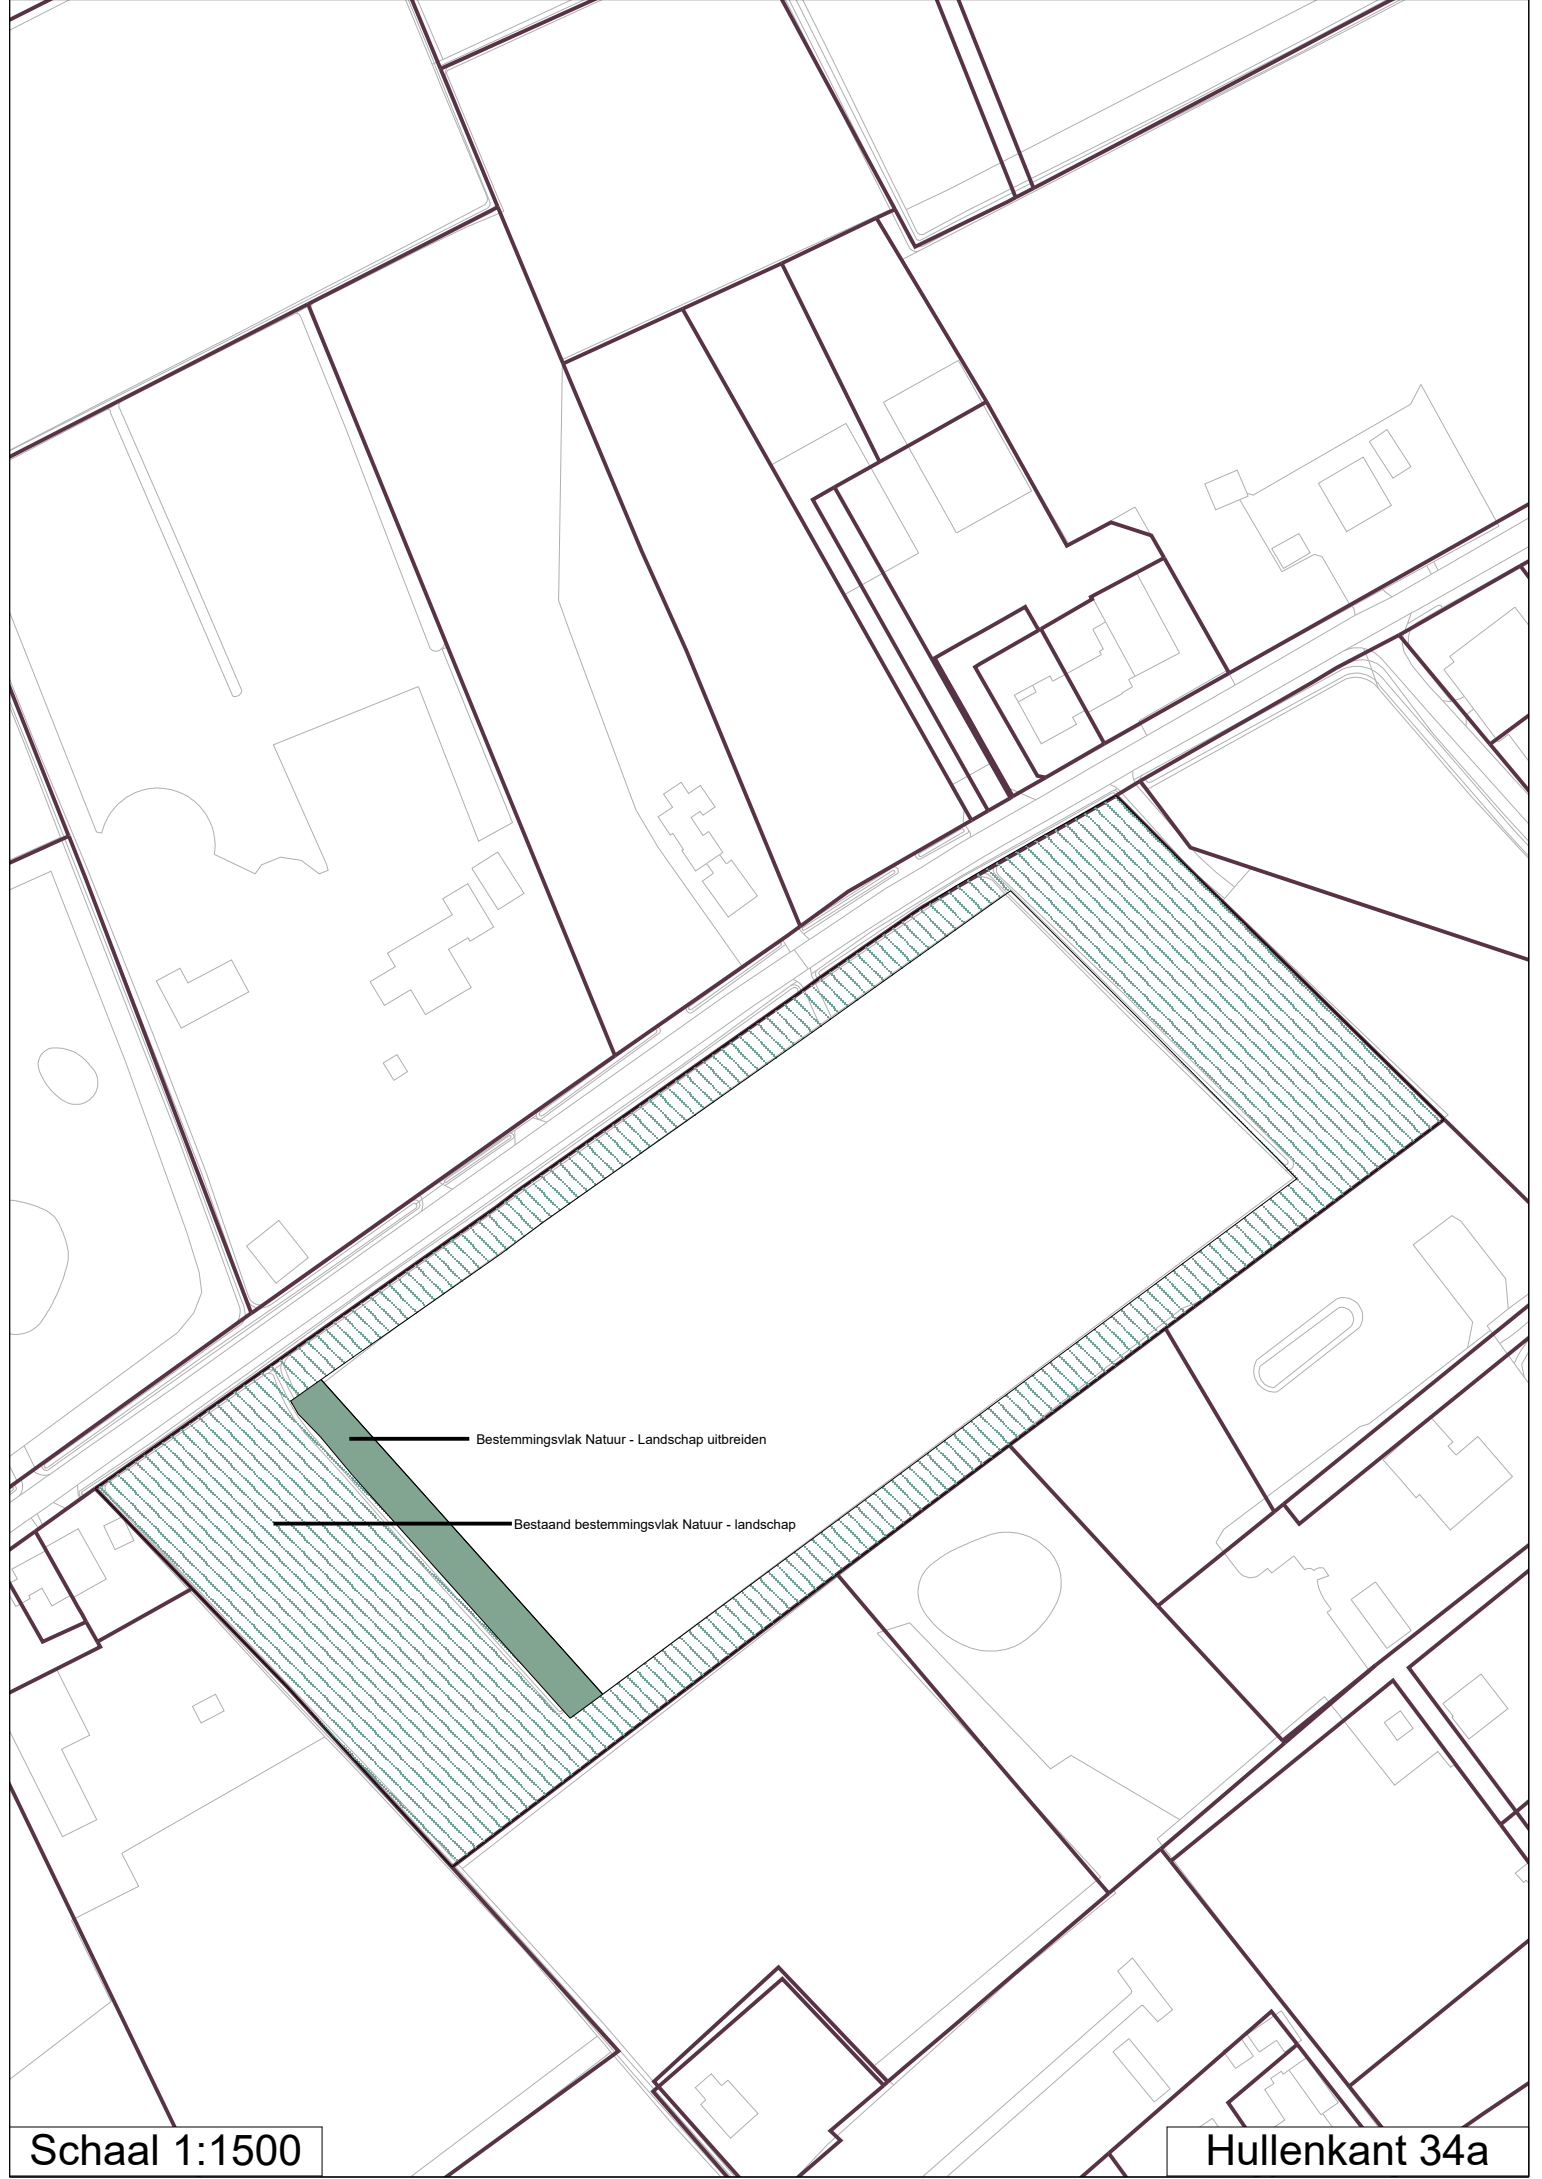 Bestemmingsvlak Natuur - Landschap uitbreiden
Bestaand bestemmingsvlak Natuur - landschap
Schaal 1:1500
Hullenkant 34a